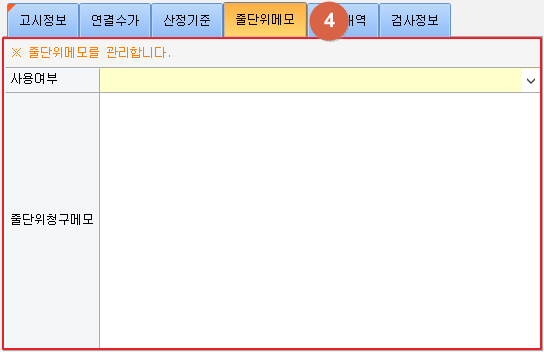 고시정보 연결수가 산정기준 줄단위메모 4 내역 검사정보
※ 줄단위메모를 관리합니다.
사용여부
줄단위청구메모